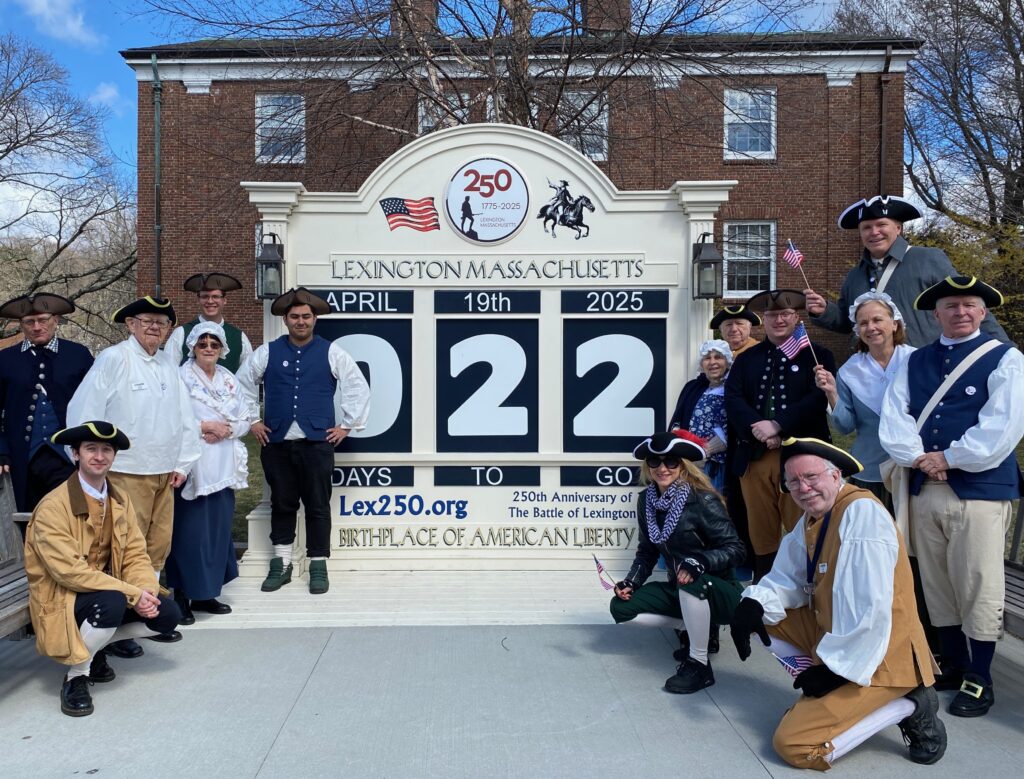 250
1775-2025
LEXINGTON
MASSACHUSETTS
LEXINGTON MASSACHUSETTS
APRIL 19th 2025
022
DAYS TO GO
Lex250.org
250th Anniversary of
The Battle of Lexington
BIRTHPLACE OF AMERICAN LIBERTY